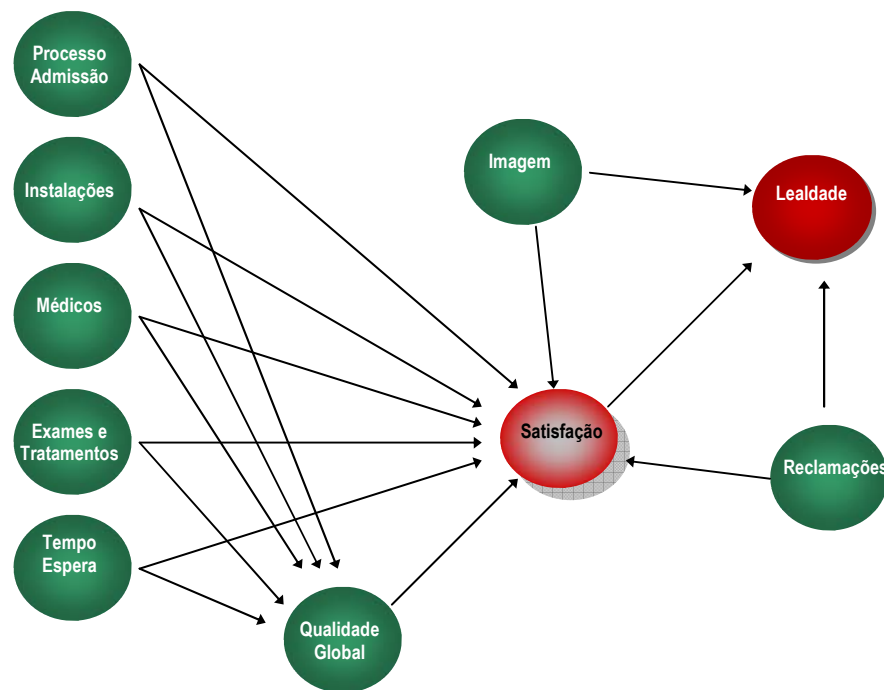 Processo
Admissão
Instalações
Médicos
Exames e
Tratamentos
Tempo
Espera
Imagem
Lealdade
Satisfação
Reclamações
Qualidade
Global